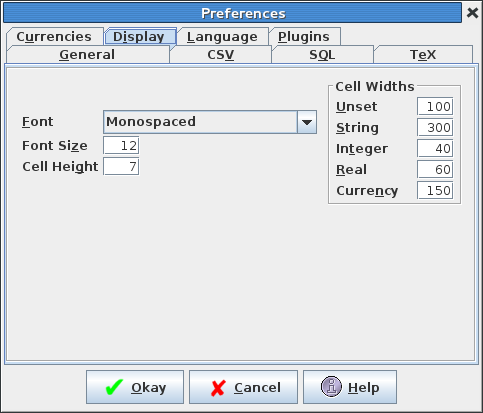 Preferences
Currencies Display Language Plugins
General CSV SQL TeX
Cell Widths
Unset 100
Font Monospaced String 300
Font Size 12 Integer 40
Cell Height 7 Real 60
Currency 150
Okay Cancel Help